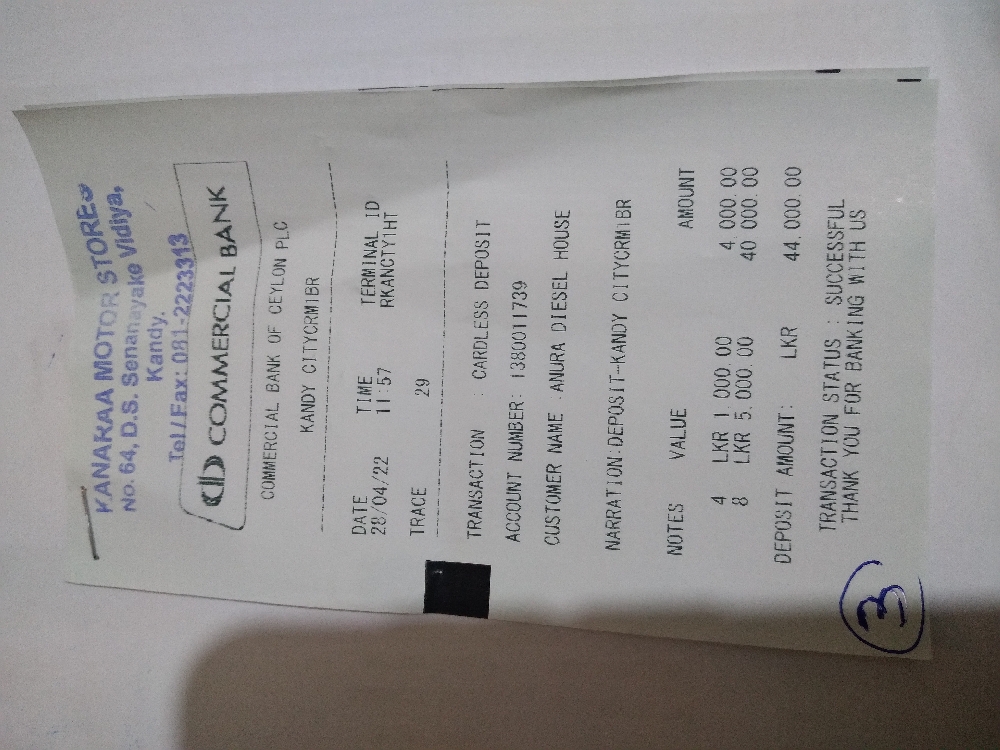 KANAKAA MOTOR STORES
No. 64, D.S. Senanayake Vidiya,
Kandy.
Tel/Fax: 081-2223313
COMMERCIAL BANK
COMMERCIAL BANK OF CEYLON PLC
KANDY CITYCRM1BR
DATE TIME TERMINAL ID
28/04/22 11:57 RKANCTY1HT
TRACE 29
TRANSACTION : CARDLESS DEPOSIT
ACCOUNT NUMBER: 1380011739
CUSTOMER NAME : ANURA DIESEL HOUSE
NARRATION:DEPOSIT-KANDY CITYCRM1BR
NOTES VALUE AMOUNT
4 LKR 1 000.00 4 000.00
8 LKR 5,000.00 40 000.00
DEPOSIT AMOUNT: LKR 44,000.00
TRANSACTION STATUS : SUCCESSFUL
THANK YOU FOR BANKING WITH US
3